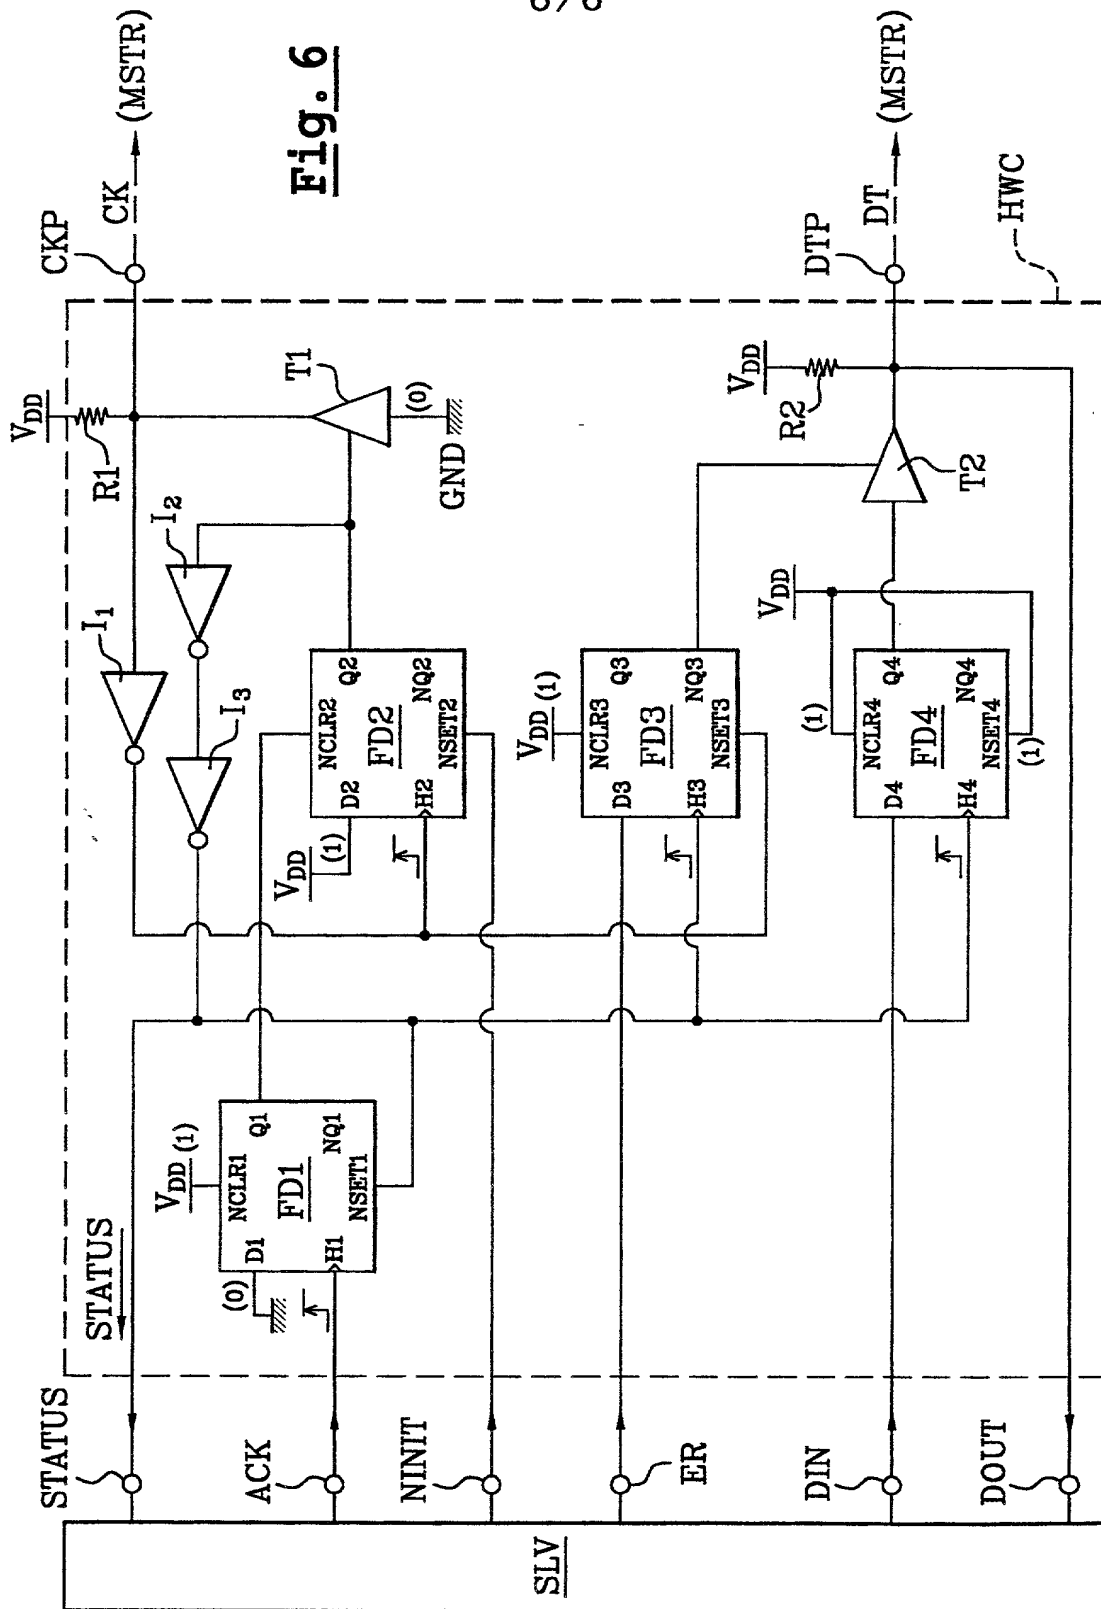 6/6
Fig. 6
STATUS
STATUS
VDD
R1
I1
I2
I3
CKP
CK
(MSTR)
T1
(0)
GND
ACK
VDD (1)
NCLR1
D1
Q1
FD1
H1
NQ1
NSET1
(0)
NINIT
VDD
(1)
NCLR2
D2
Q2
FD2
H2
NQ2
NSET2
ER
VDD (1)
NCLR3
D3
Q3
FD3
H3
NQ3
NSET3
DIN
VDD
(1)
NCLR4
D4
Q4
FD4
H4
NQ4
NSET4
(1)
VDD
R2
T2
DTP
DT
(MSTR)
HWC
DOUT
SLV